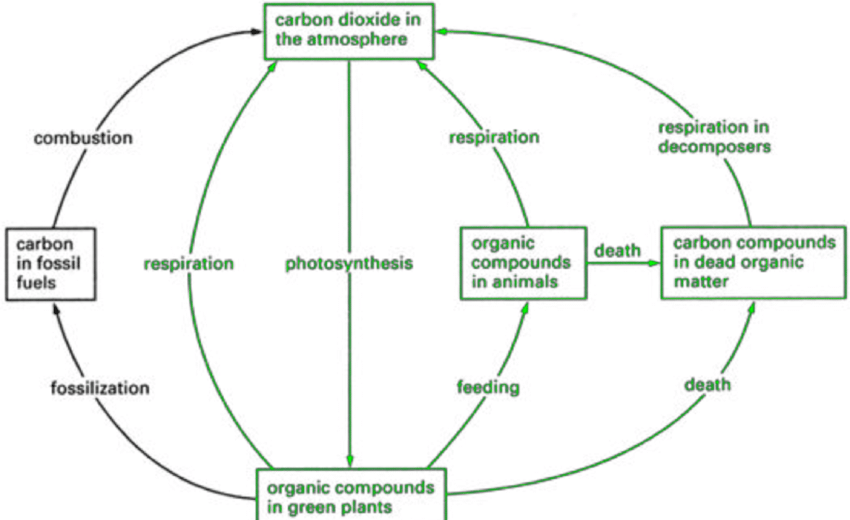 carbon dioxide in
the atmosphere
combustion
respiration
respiration in
decomposers
carbon
in fossil
fuels
respiration
photosynthesis
organic
compounds
in animals
death
carbon compounds
in dead organic
matter
fossilization
feeding
death
organic compounds
in green plants